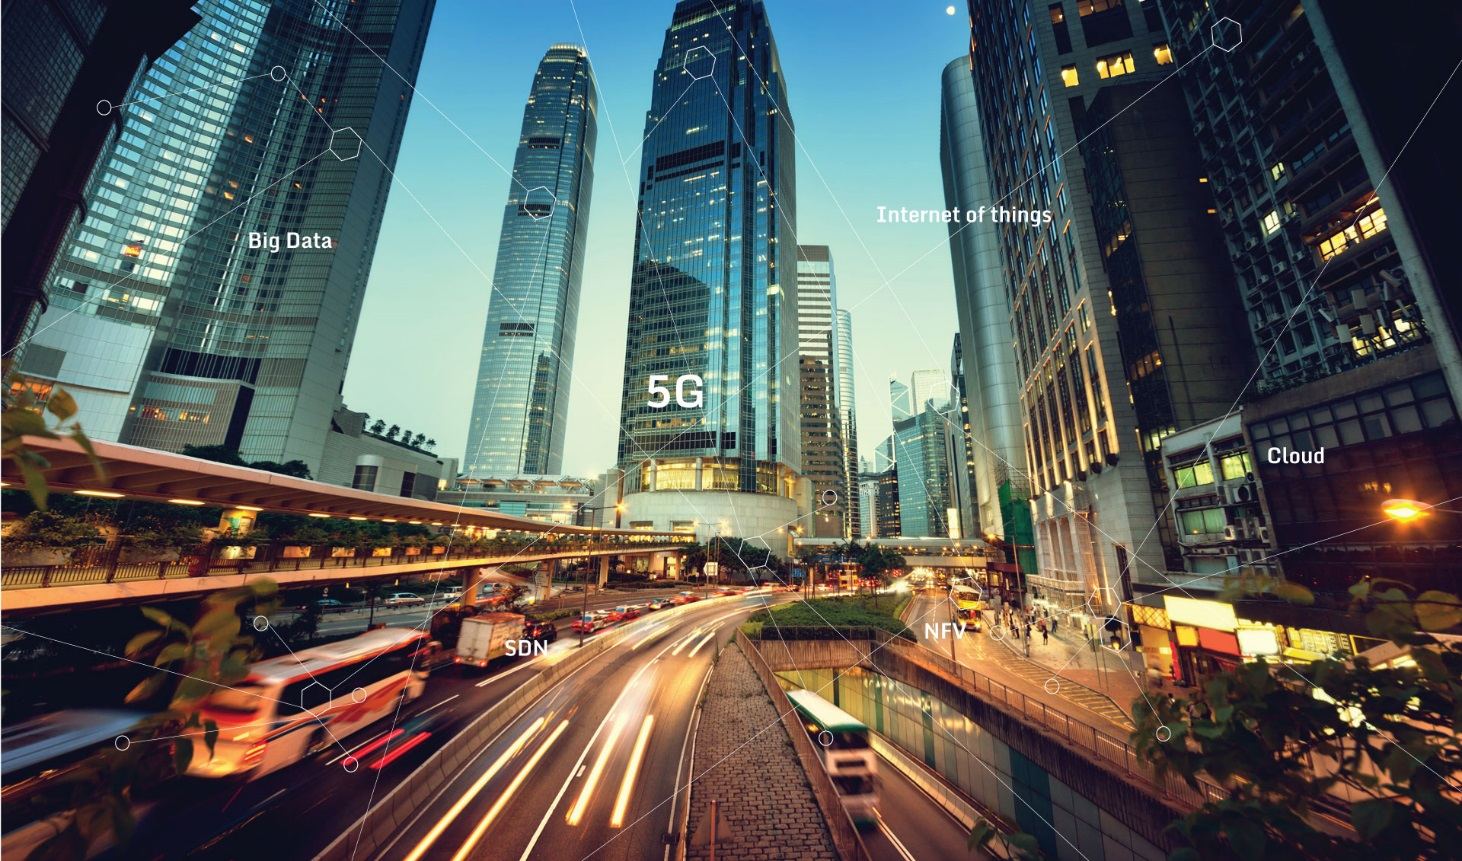 Internet of things
Big Data
5G
Cloud
NFV
SDN